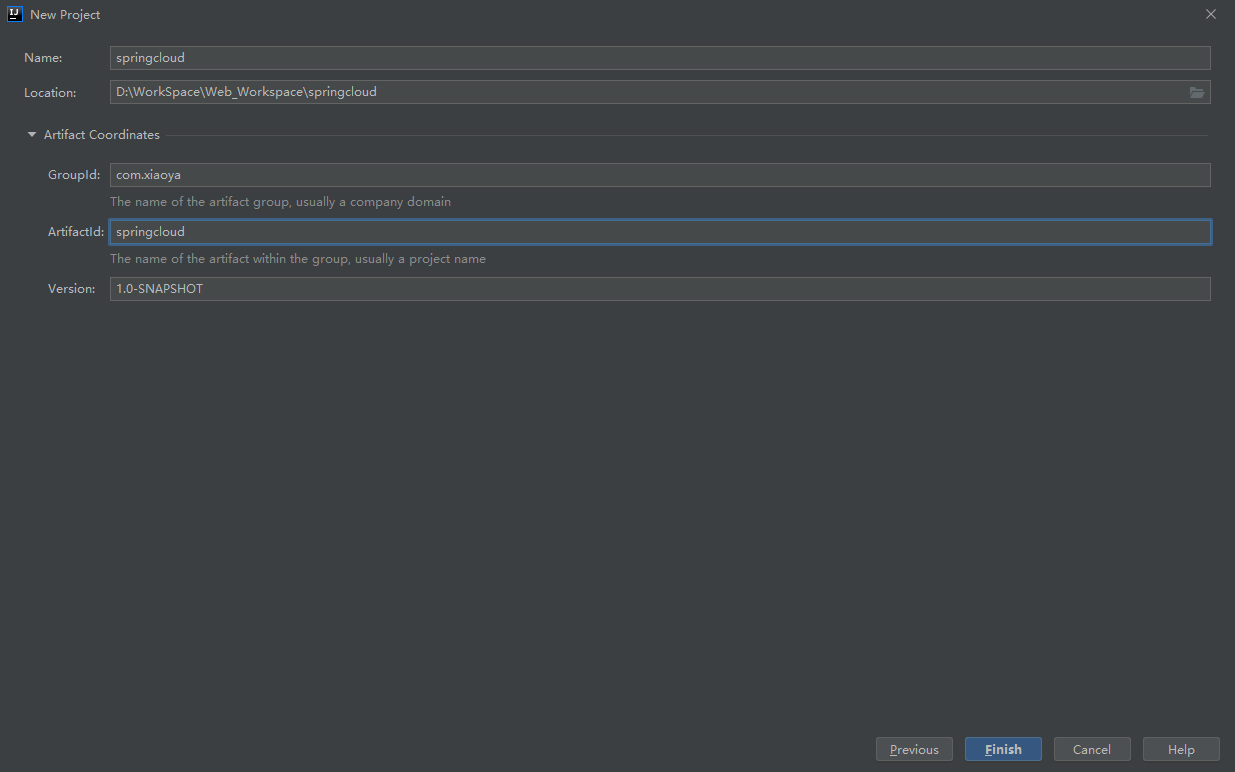 IJ New Project
Name: springcloud
Location: D:\WorkSpace\Web_Workspace\springcloud
Artifact Coordinates
GroupId: com.xiaoya
The name of the artifact group, usually a company domain
ArtifactId: springcloud
The name of the artifact within the group, usually a project name
Version: 1.0-SNAPSHOT
Previous Finish Cancel Help